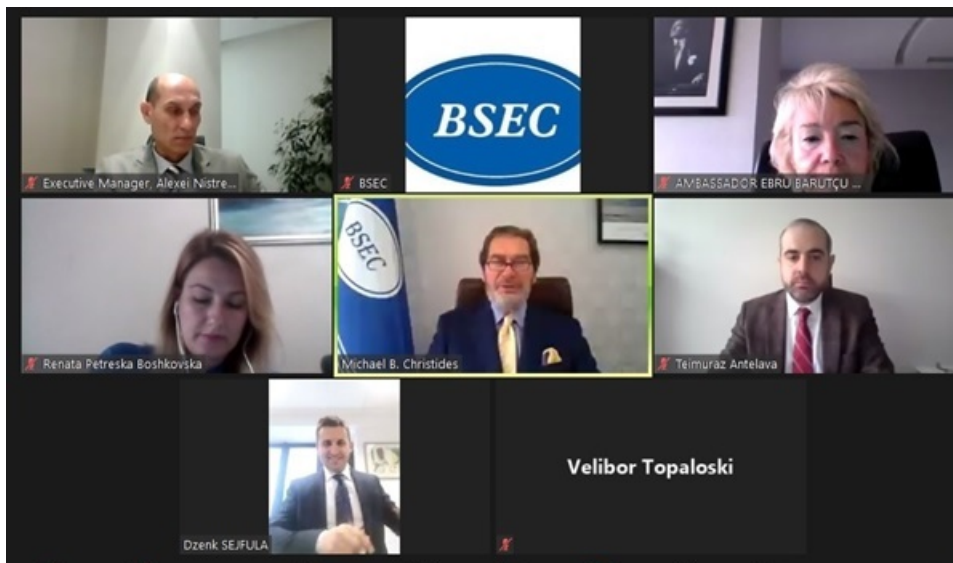 BSEC
Executive Manager, Alexei Nistre...
BSEC
AMBASSADOR EBRU BARUTÇU ...
BSEC
Renata Petreska Boshkovska
Michael B. Christides
Teimuraz Antelava
Dzenk SEJFULA
Velibor Topaloski